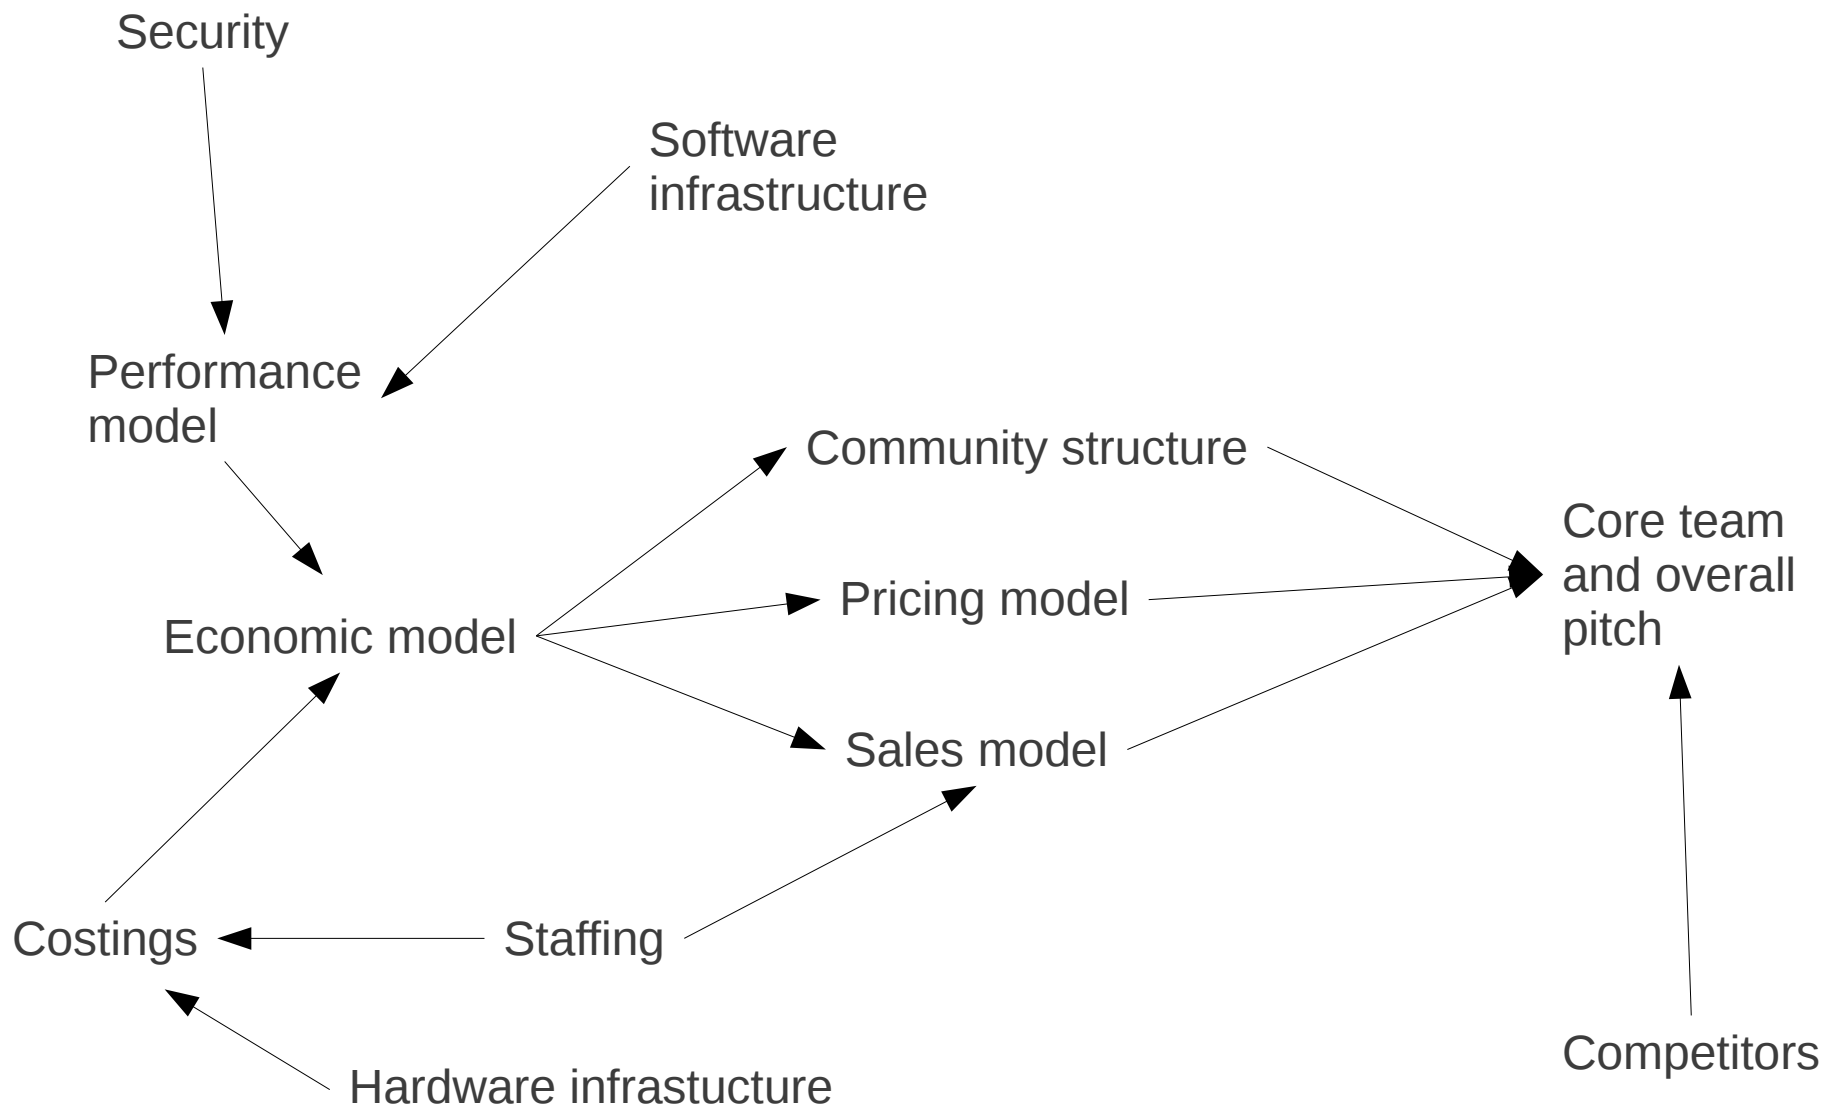 Security
Software
infrastructure
Performance
model
Community structure
Core team
and overall
pitch
Pricing model
Economic model
Sales model
Costings
Staffing
Competitors
Hardware infrastucture